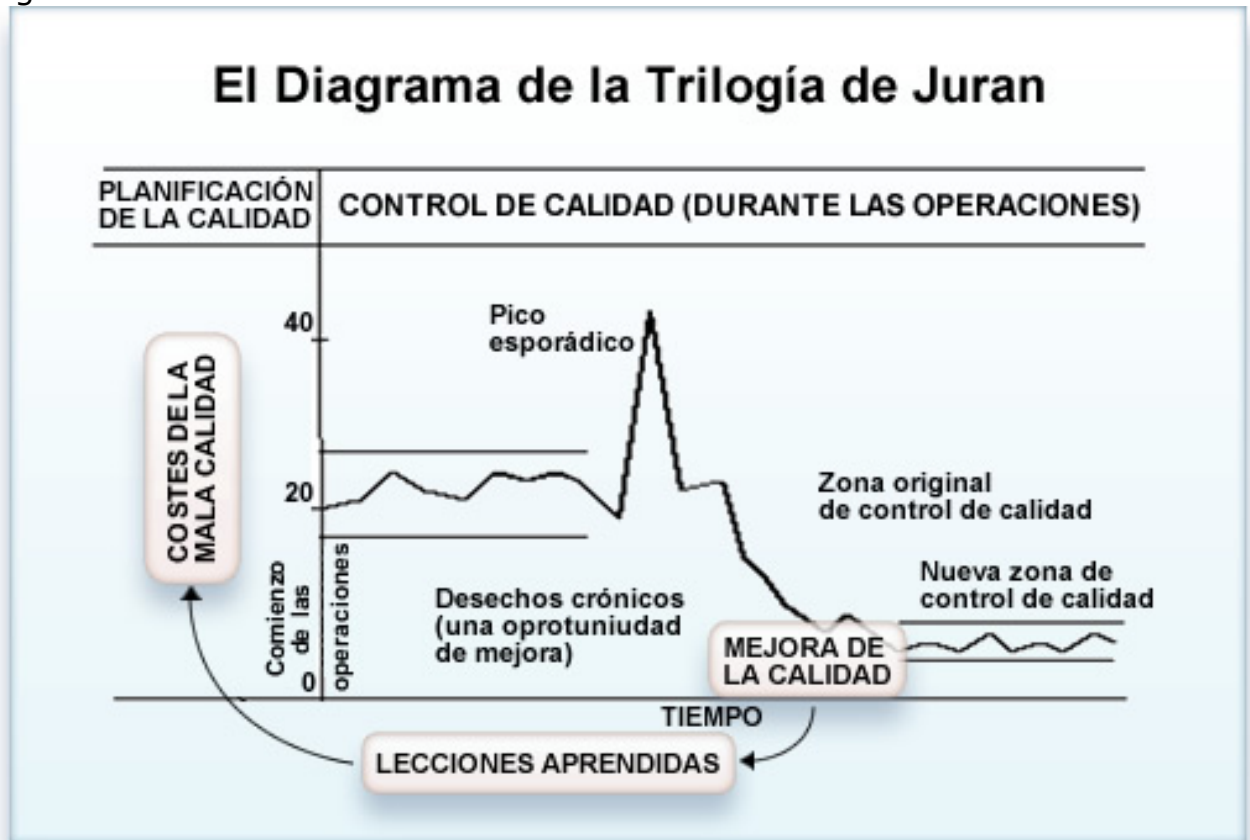 El Diagrama de la Trilogía de Juran
PLANIFICACIÓN
DE LA CALIDAD
CONTROL DE CALIDAD (DURANTE LAS OPERACIONES)
40
Pico
esporádico
COSTES DE LA
MALA CALIDAD
20
Zona original
de control de calidad
Comienzo
de las
operaciones
Desechos crónicos
(una oprotuniudad
de mejora)
Nueva zona de
control de calidad
MEJORA DE
LA CALIDAD
0
TIEMPO
LECCIONES APRENDIDAS